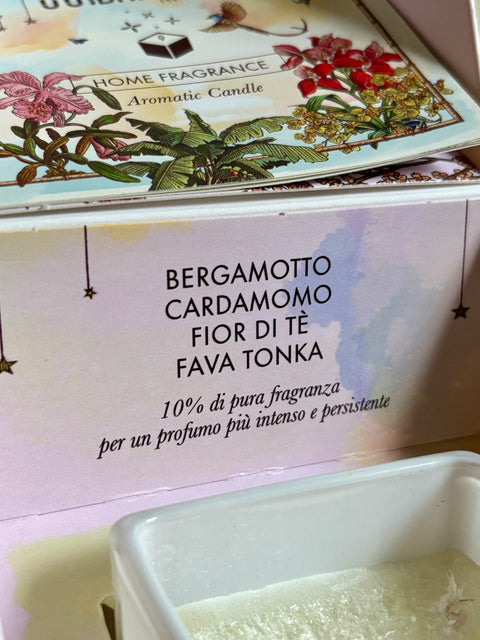 HOME FRAGRANCE
Aromatic Candle
BERGAMOTTO
CARDAMOMO
FIOR DI TÈ
FAVA TONKA
10% di pura fragranza
per un profumo più intenso e persistente